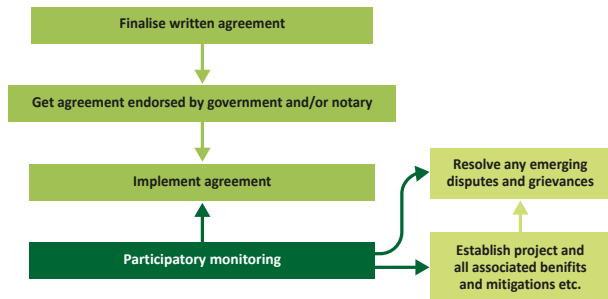 Finalise written agreement
Get agreement endorsed by government and/or notary
Implement agreement
Resolve any emerging
disputes and grievances
Participatory monitoring
Establish project and
all associated benifits
and mitigations etc.